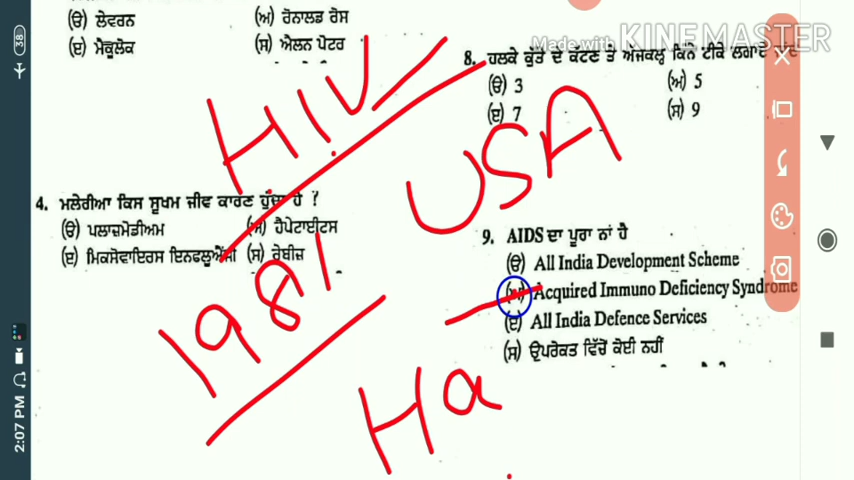 (ੳ) ਲੇਵਰਨ
(ਅ) ਰੋਨਾਲਡ ਰੋਸ
(ੲ) ਮੈਕੂਲੋਕ
(ਸ) ਐਲਨ ਪੋਟਰ
4. ਮਲੇਰੀਆ ਕਿਸ ਸੂਖਮ ਜੀਵ ਕਾਰਣ ਹੁੰਦਾ ਹੈ ?
(ੳ) ਪਲਾਜ਼ਮੋਡੀਅਮ
(ਅ) ਹੈਪੇਟਾਈਟਸ
(ੲ) ਮਿਕਸੋਵਾਇਰਸ ਇਨਫਲੂਐਂਜ਼ੀ
(ਸ) ਰੇਬੀਜ਼
8. ਹਲਕੇ ਕੁੱਤੇ ਦੇ ਕੱਟਣ ਤੇ ਅੱਜਕਲ੍ਹ ਕਿੰਨੇ ਟੀਕੇ ਲਗਾਏ
(ੳ) 3
(ਅ) 5
(ੲ) 7
(ਸ) 9
9. AIDS ਦਾ ਪੂਰਾ ਨਾਂ ਹੈ
(ੳ) All India Development Scheme
(ਅ) Acquired Immuno Deficiency Syndrome
(ੲ) All India Defence Services
(ਸ) ਉਪਰੋਕਤ ਵਿੱਚੋਂ ਕੋਈ ਨਹੀਂ
HIV
USA
1981
Ha
Made with KINEMASTER
2:07 PM
38